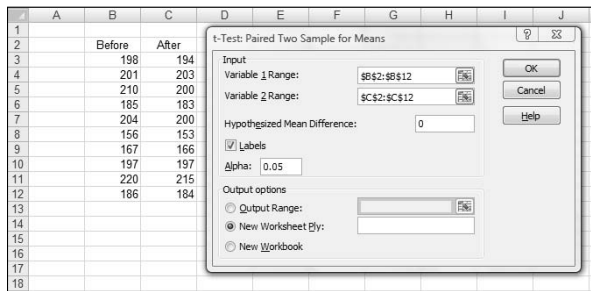 A B C D E F G H I J
1
2 Before After
3 198 194
4 201 203
5 210 200
6 185 183
7 204 200
8 156 153
9 167 166
10 197 197
11 220 215
12 186 184
13
14
15
16
17
18
t-Test: Paired Two Sample for Means
Input
Variable 1 Range: $B$2:$B$12
Variable 2 Range: $C$2:$C$12
Hypothesized Mean Difference: 0
Labels
Alpha: 0.05
Output options
Output Range:
New Worksheet Ply:
New Workbook
OK
Cancel
Help